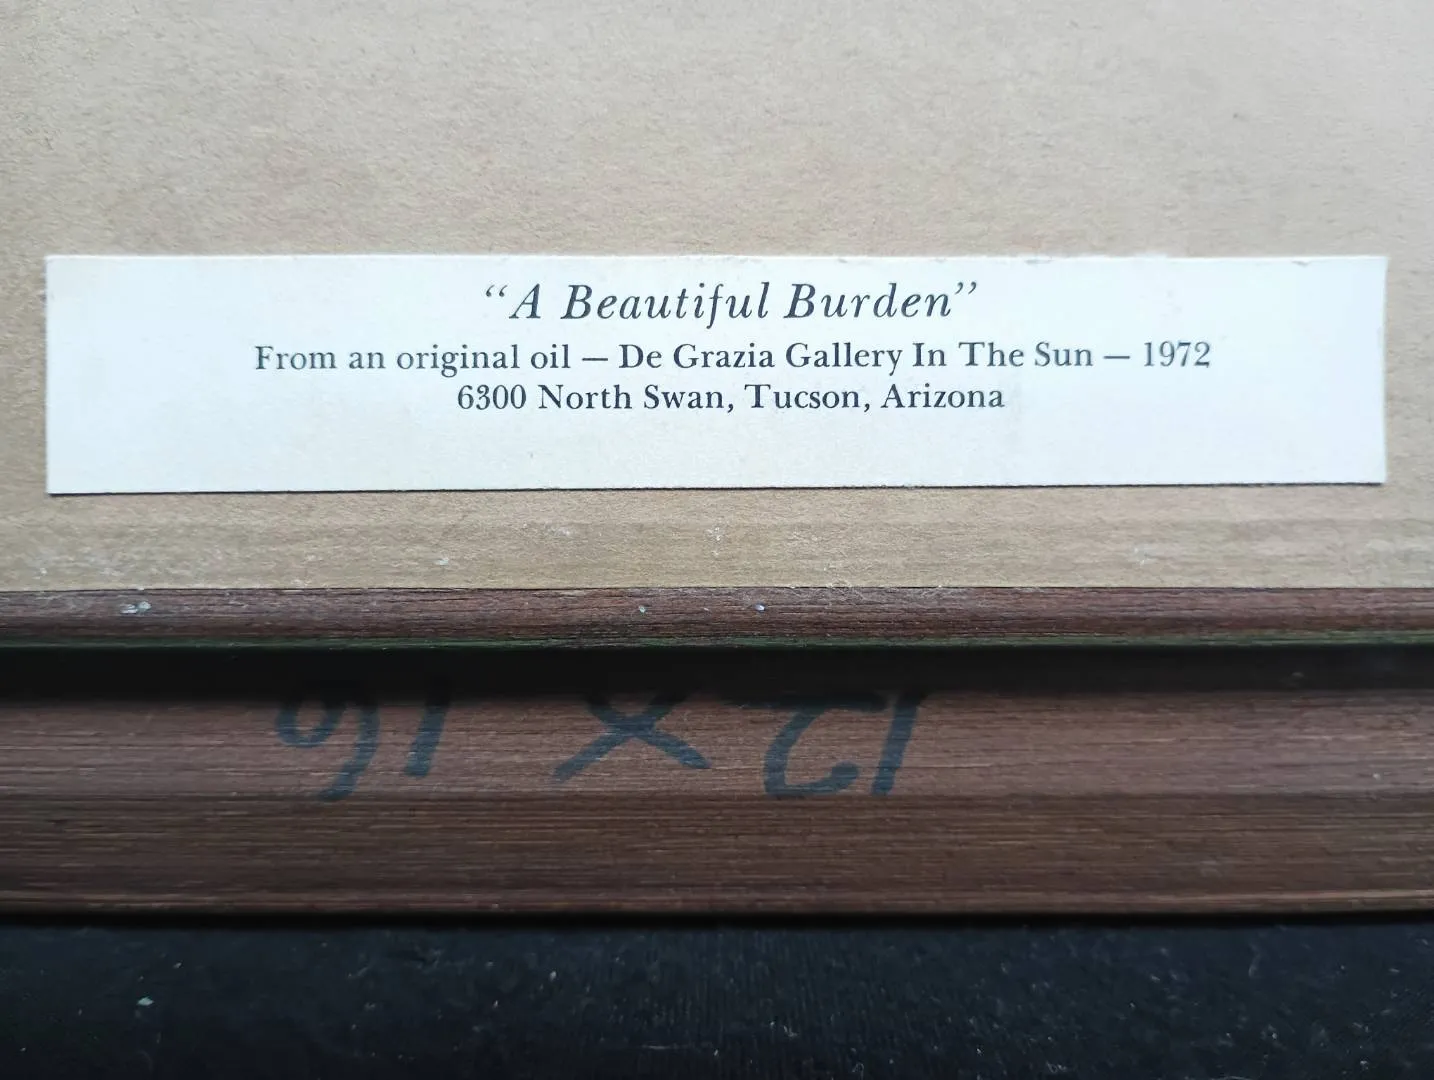 “A Beautiful Burden”
From an original oil — De Grazia Gallery In The Sun — 1972
6300 North Swan, Tucson, Arizona
12 X 16